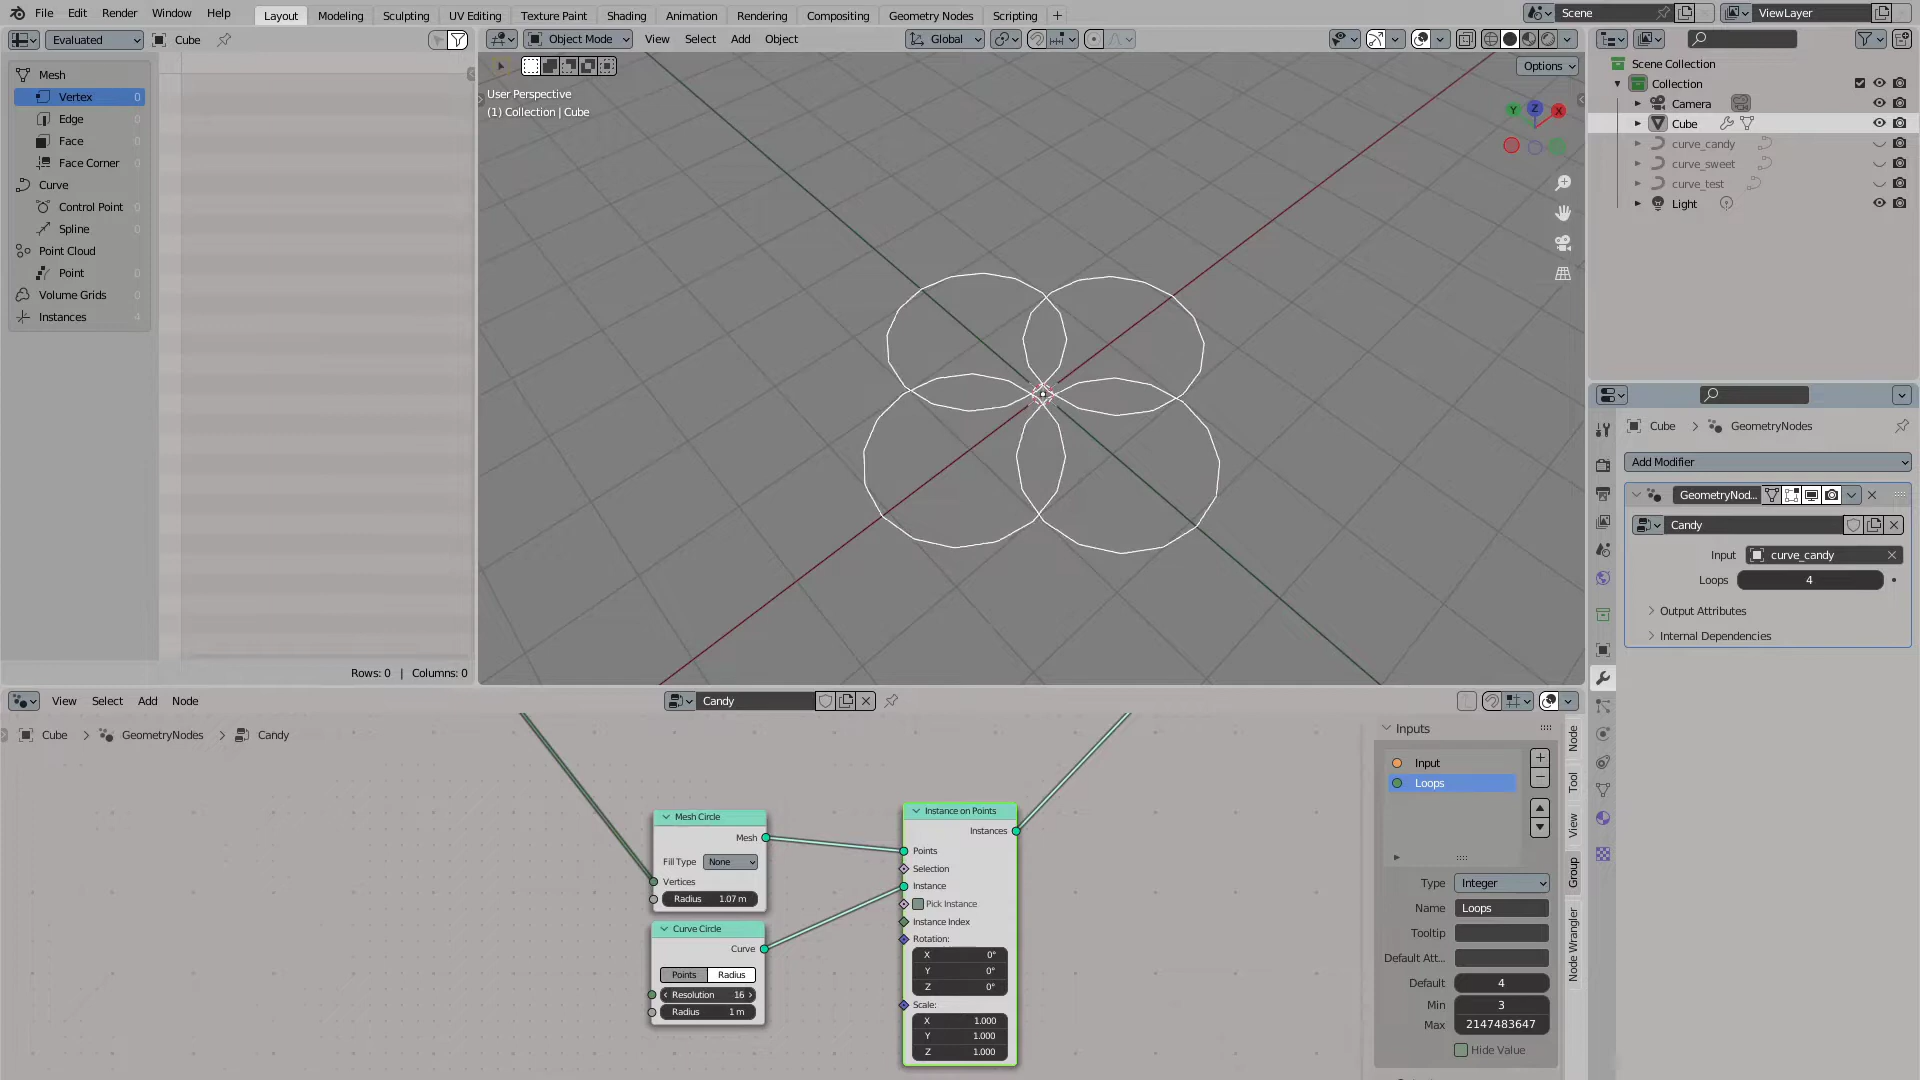 File Edit Render Window Help
Layout Modeling Sculpting UV Editing Texture Paint Shading Animation Rendering Compositing Geometry Nodes Scripting +
Scene
ViewLayer
Evaluated
Cube
Object Mode
View Select Add Object
Global
Options
Mesh
Vertex 0
Edge 0
Face 0
Face Corner 0
Curve
Control Point 0
Spline 0
Point Cloud
Point 0
Volume Grids 0
Instances 4
Rows: 0 | Columns: 0
User Perspective
(1) Collection | Cube
Y Z X
Scene Collection
Collection
Camera
Cube
curve_candy
curve_sweet
curve_test
Light
Cube > GeometryNodes
Add Modifier
GeometryNod...
Candy
Input curve_candy
Loops 4
Output Attributes
Internal Dependencies
View Select Add Node
Candy
Cube > GeometryNodes > Candy
Mesh Circle
Mesh
Fill Type None
Vertices
Radius 1.07 m
Curve Circle
Curve
Points Radius
Resolution 16
Radius 1 m
Instance on Points
Instances
Points
Selection
Instance
Pick Instance
Instance Index
Rotation:
X 0°
Y 0°
Z 0°
Scale:
X 1.000
Y 1.000
Z 1.000
Inputs
Input
Loops
Type Integer
Name Loops
Tooltip
Default Att...
Default 4
Min 3
Max 2147483647
Hide Value
Node
Tool
View
Group
Node Wrangler